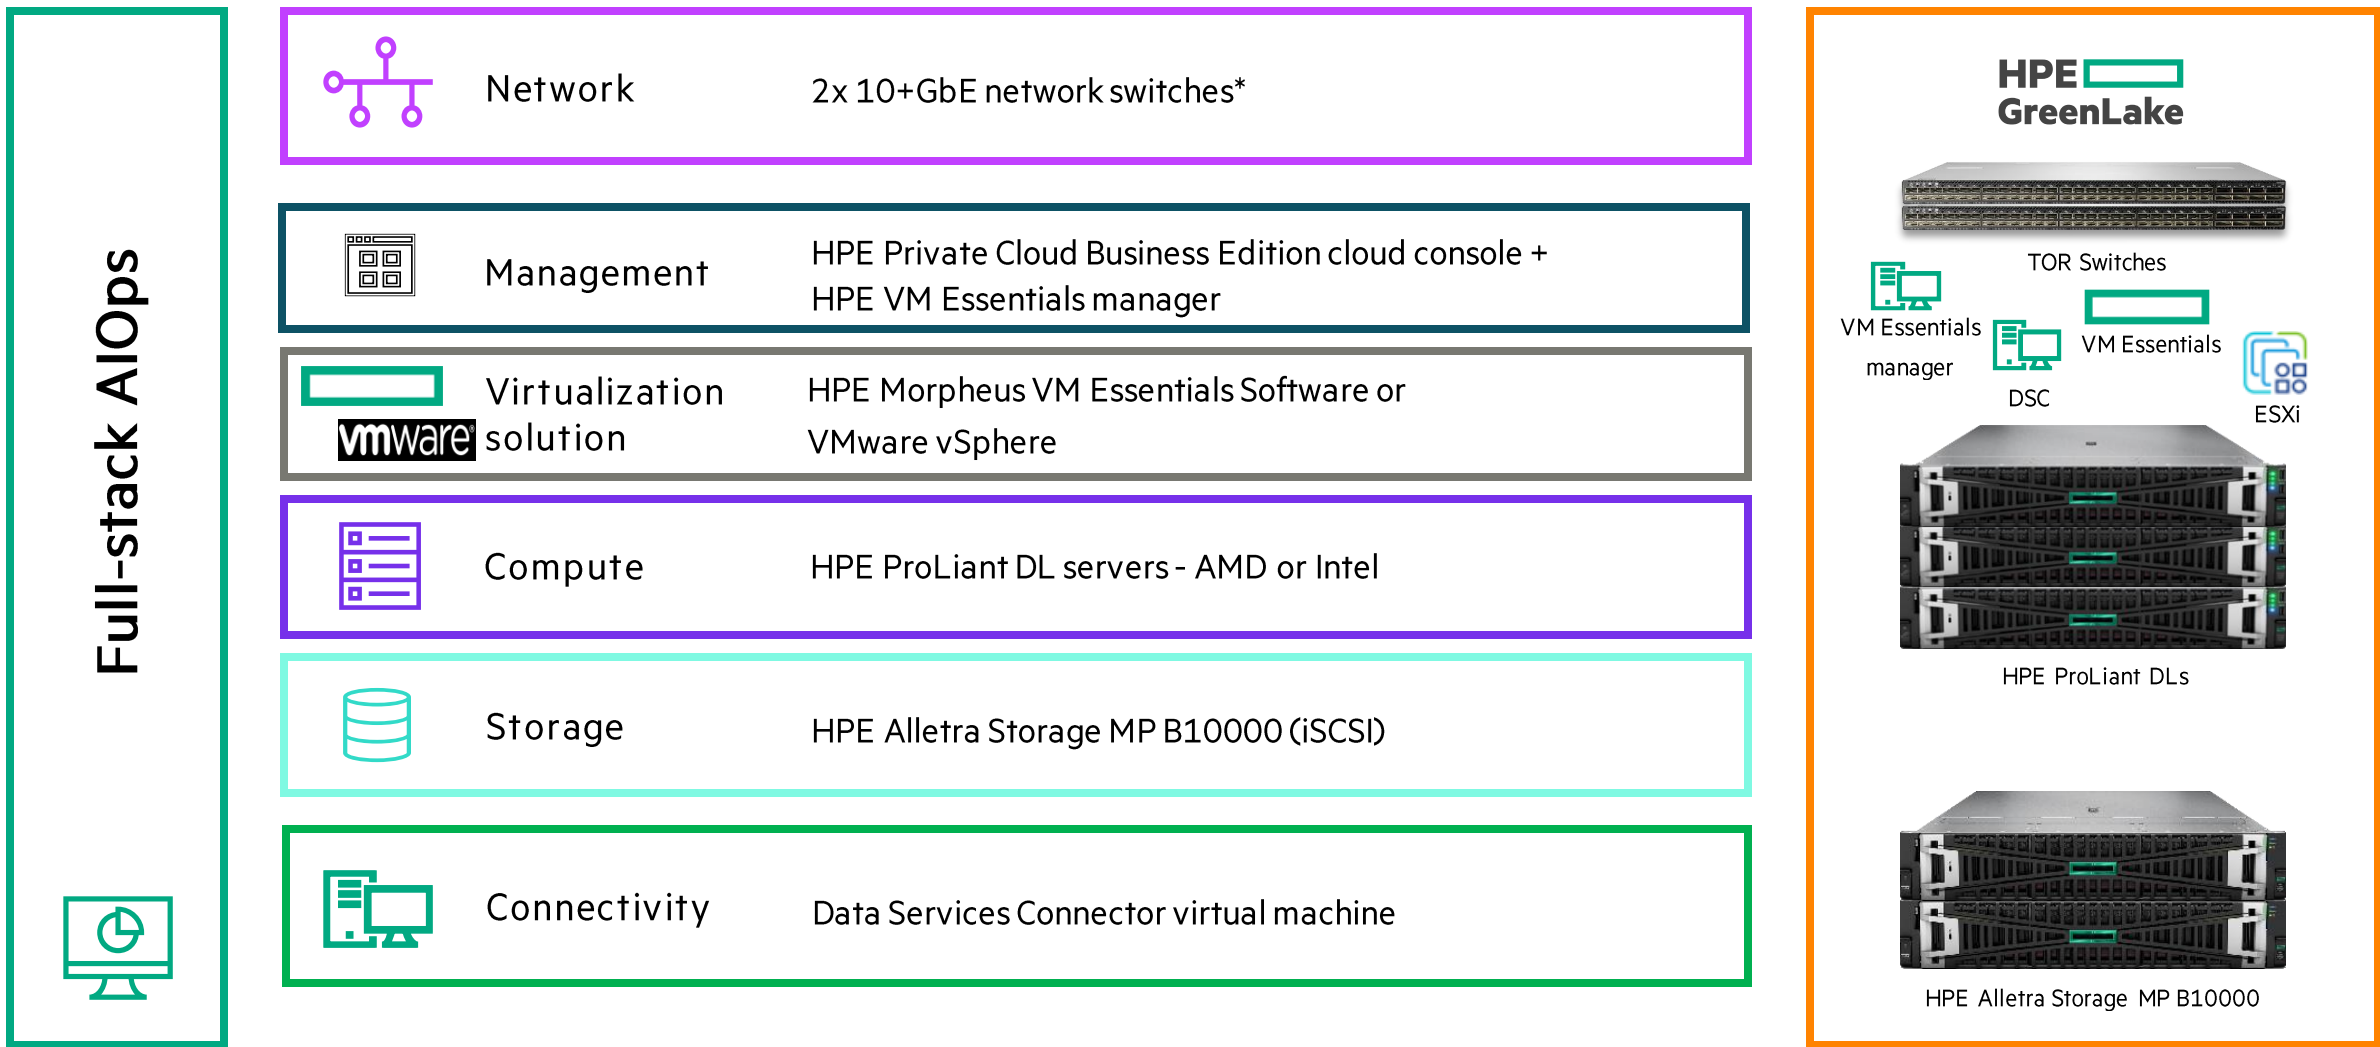 Full-stack AIOps
Network
2x 10+GbE network switches*
Management
HPE Private Cloud Business Edition cloud console +
HPE VM Essentials manager
vmware®
Virtualization
solution
HPE Morpheus VM Essentials Software or
VMware vSphere
Compute
HPE ProLiant DL servers - AMD or Intel
Storage
HPE Alletra Storage MP B10000 (iSCSI)
Connectivity
Data Services Connector virtual machine
HPE
GreenLake
TOR Switches
VM Essentials
manager
DSC
VM Essentials
ESXi
HPE ProLiant DLs
HPE Alletra Storage MP B10000